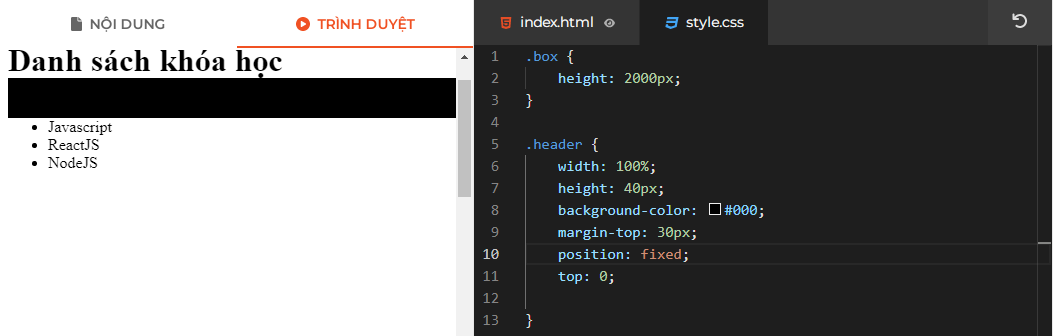 NỘI DUNG
TRÌNH DUYỆT
Danh sách khóa học
Javascript
ReactJS
NodeJS
index.html
style.css
1 .box {
2 height: 2000px;
3 }
4
5 .header {
6 width: 100%;
7 height: 40px;
8 background-color: #000;
9 margin-top: 30px;
10 position: fixed;
11 top: 0;
12
13 }